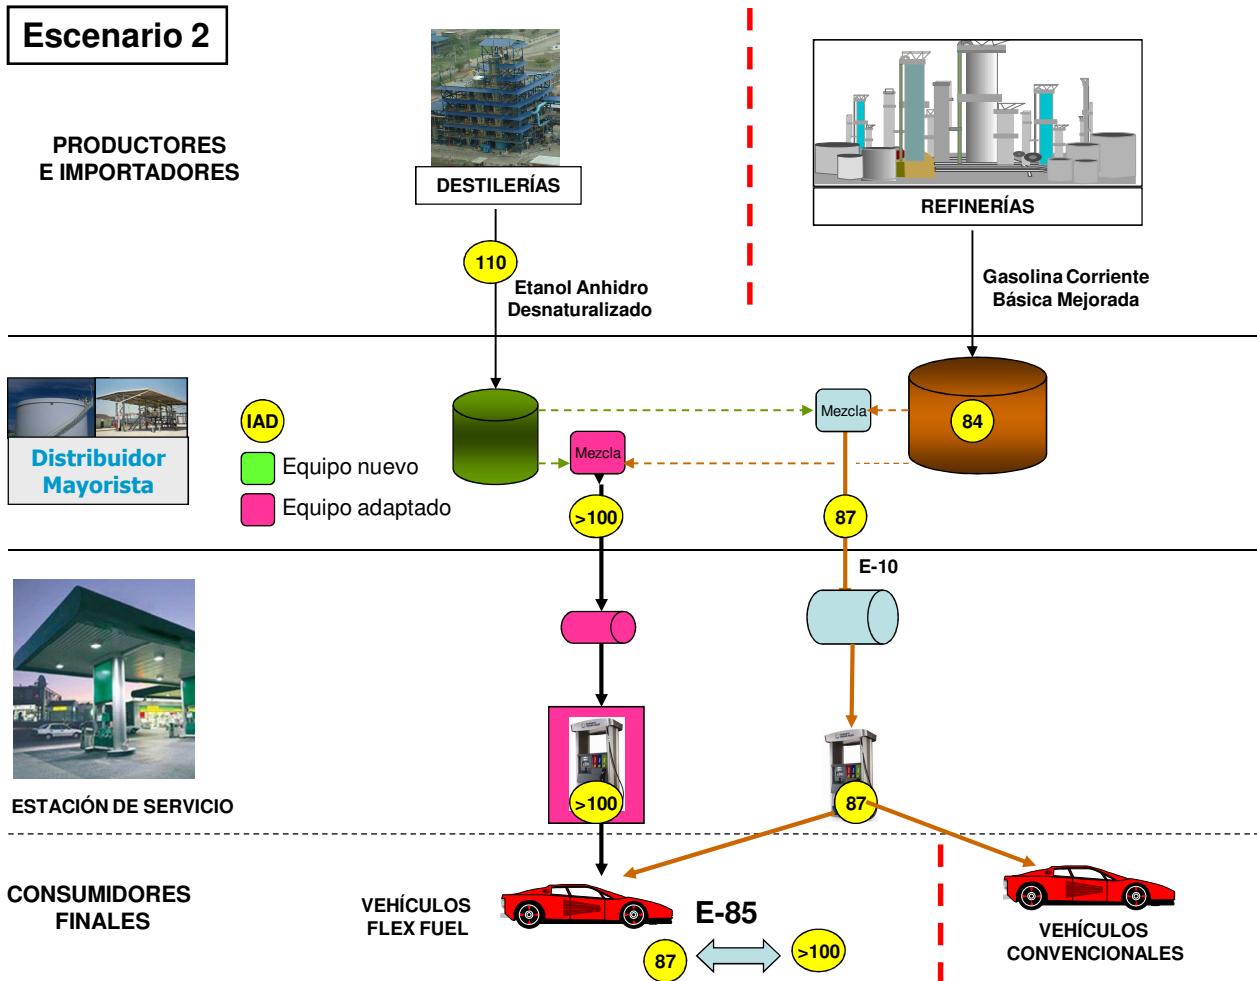 Escenario 2
PRODUCTORES
E IMPORTADORES
DESTILERÍAS
REFINERÍAS
110
Etanol Anhidro
Desnaturalizado
Gasolina Corriente
Básica Mejorada
Distribuidor
Mayorista
IAD
Equipo nuevo
Equipo adaptado
Mezcla
Mezcla
84
>100
87
E-10
ESTACIÓN DE SERVICIO
>100
87
CONSUMIDORES
FINALES
VEHÍCULOS
FLEX FUEL
E-85
87
>100
VEHÍCULOS
CONVENCIONALES